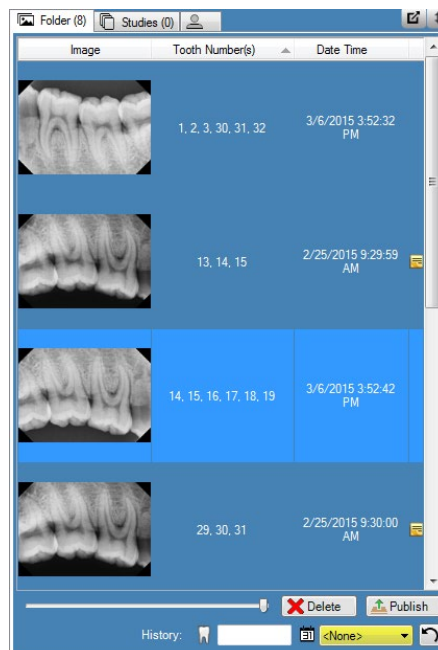 Folder (8) Studies (0)
Image Tooth Number(s) Date Time
1, 2, 3, 30, 31, 32 3/6/2015 3:52:32
PM
13, 14, 15 2/25/2015 9:29:59
AM
14, 15, 16, 17, 18, 19 3/6/2015 3:52:42
PM
29, 30, 31 2/25/2015 9:30:00
AM
Delete Publish
History: 31 <None>